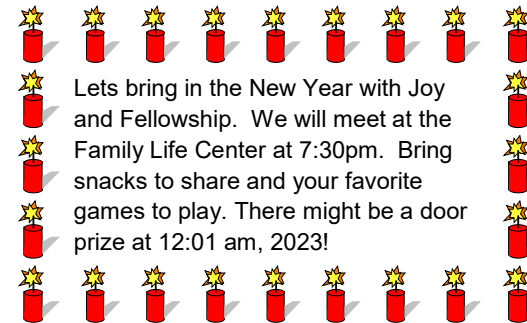 Lets bring in the New Year with Joy
and Fellowship.  We will meet at the
Family Life Center at 7:30pm.  Bring
snacks to share and your favorite
games to play. There might be a door
prize at 12:01 am, 2023!